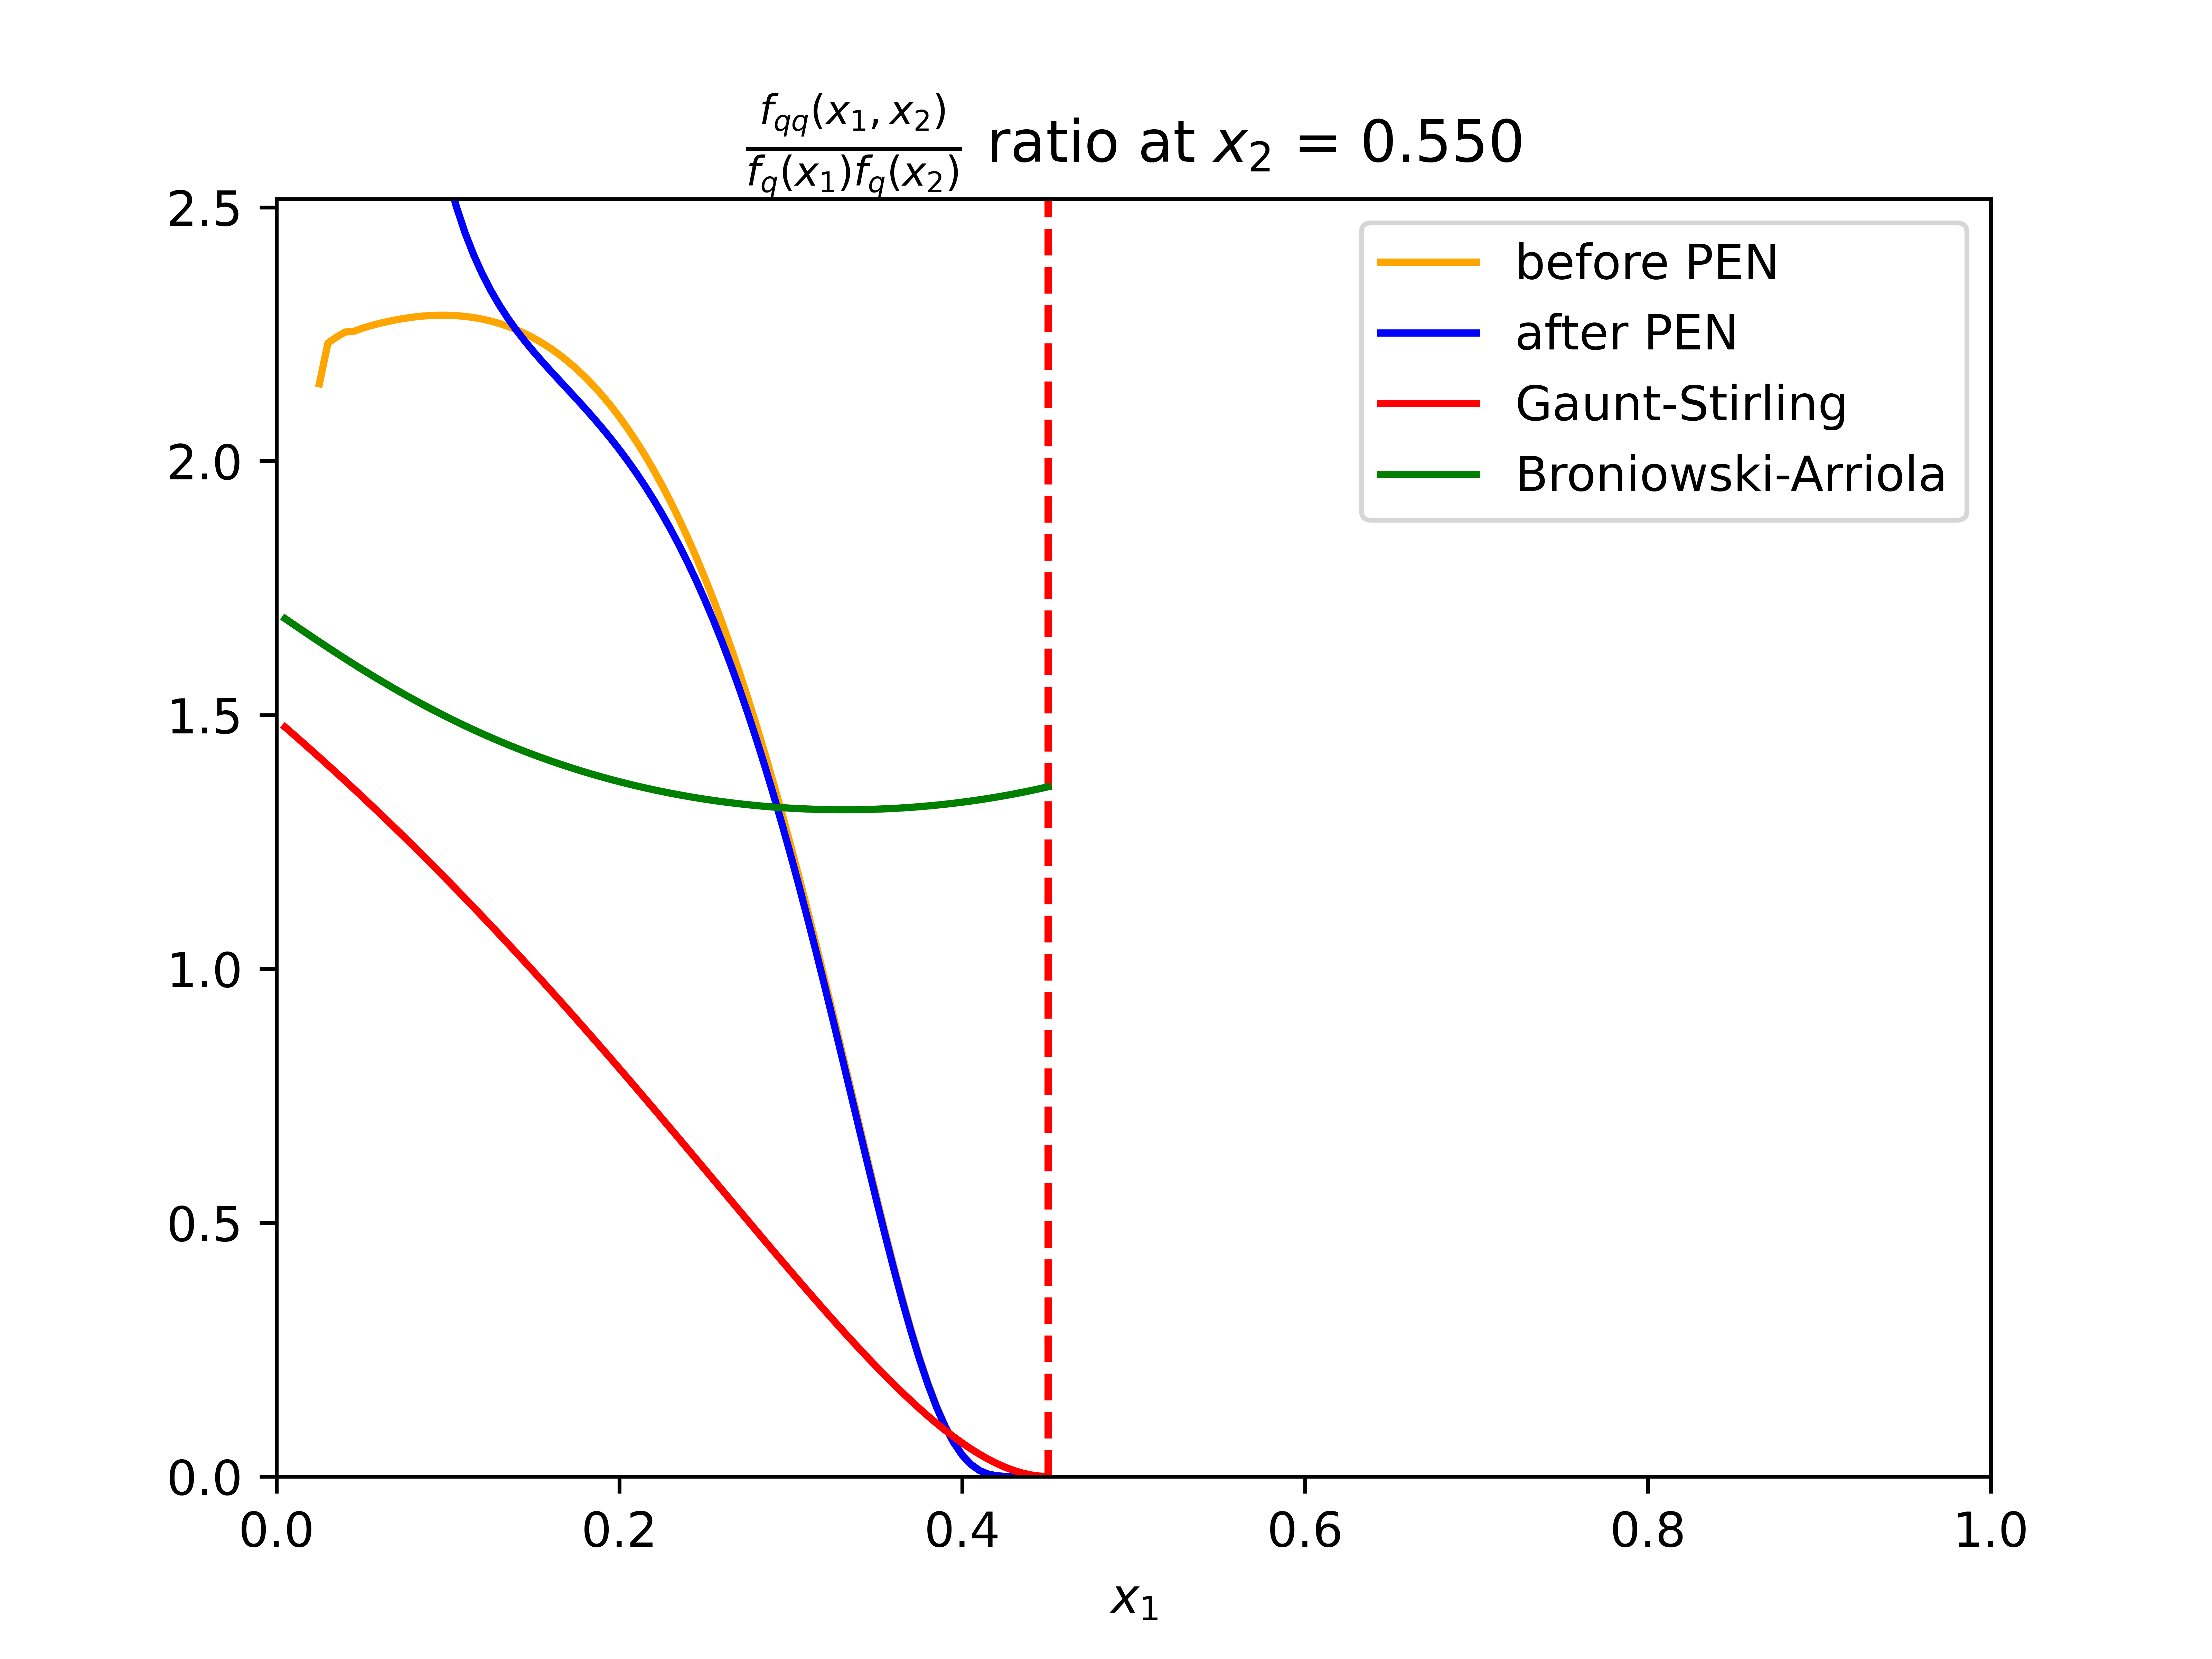 f_{qq}(x_1, x_2)
f_q(x_1)f_q(x_2)
ratio at x_2 = 0.550
2.5
2.0
1.5
1.0
0.5
0.0
before PEN
after PEN
Gaunt-Stirling
Broniowski-Arriola
0.0 0.2 0.4 0.6 0.8 1.0
x_1